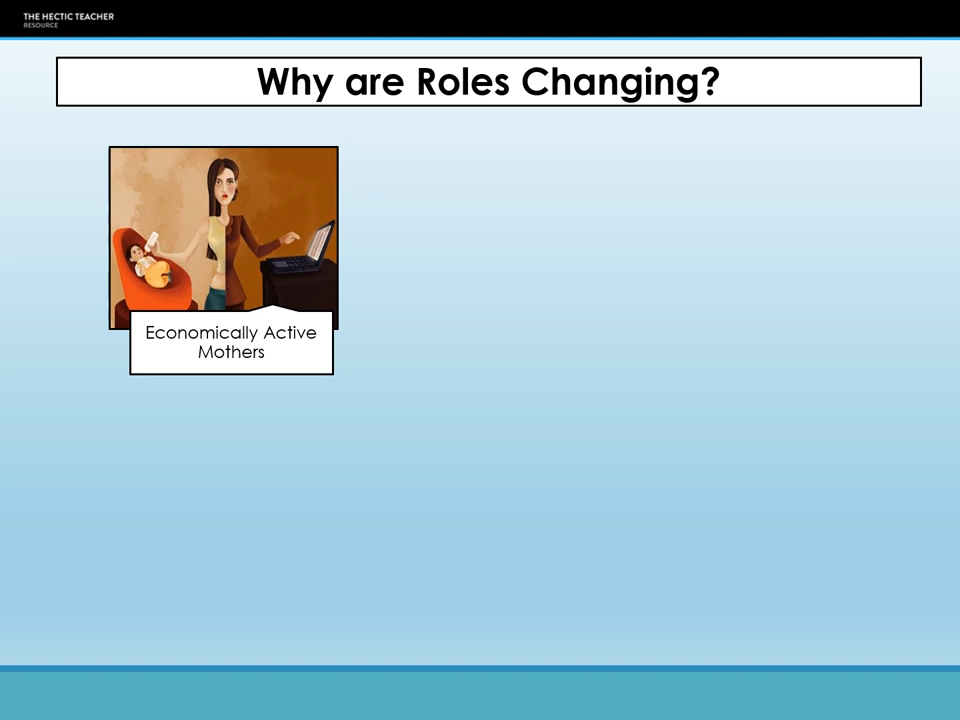 THE HECTIC TEACHER
RESOURCE
Why are Roles Changing?
Economically Active
Mothers